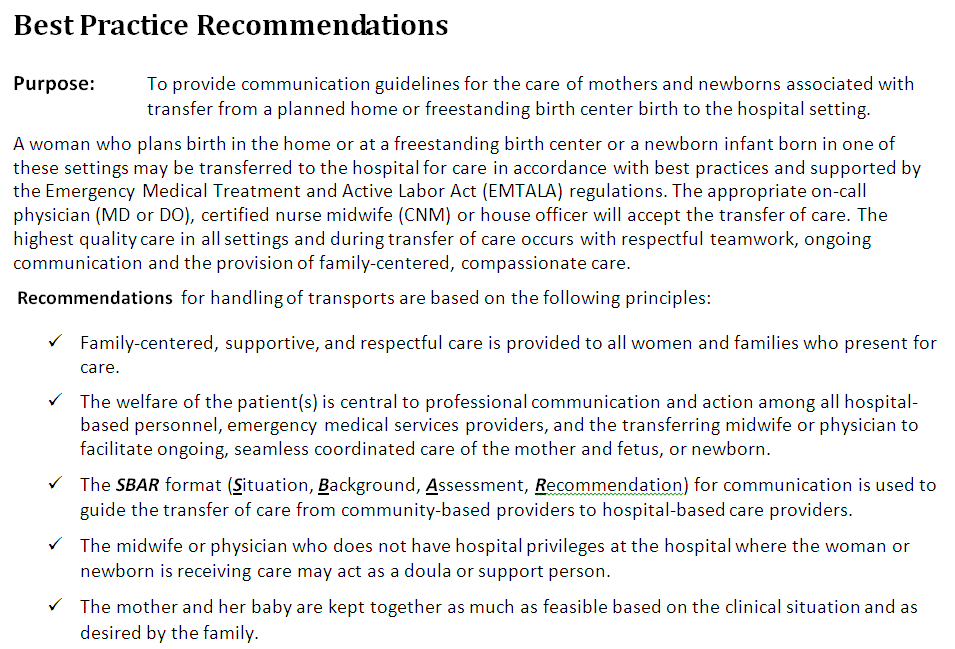 Best Practice Recommendations
Purpose: To provide communication guidelines for the care of mothers and newborns associated with
transfer from a planned home or freestanding birth center birth to the hospital setting.
A woman who plans birth in the home or at a freestanding birth center or a newborn infant born in one of
these settings may be transferred to the hospital for care in accordance with best practices and supported by
the Emergency Medical Treatment and Active Labor Act (EMTALA) regulations. The appropriate on-call
physician (MD or DO), certified nurse midwife (CNM) or house officer will accept the transfer of care. The
highest quality care in all settings and during transfer of care occurs with respectful teamwork, ongoing
communication and the provision of family-centered, compassionate care.
Recommendations for handling of transports are based on the following principles:
✓ Family-centered, supportive, and respectful care is provided to all women and families who present for
care.
✓ The welfare of the patient(s) is central to professional communication and action among all hospital-
based personnel, emergency medical services providers, and the transferring midwife or physician to
facilitate ongoing, seamless coordinated care of the mother and fetus, or newborn.
✓ The SBAR format (Situation, Background, Assessment, Recommendation) for communication is used to
guide the transfer of care from community-based providers to hospital-based care providers.
✓ The midwife or physician who does not have hospital privileges at the hospital where the woman or
newborn is receiving care may act as a doula or support person.
✓ The mother and her baby are kept together as much as feasible based on the clinical situation and as
desired by the family.